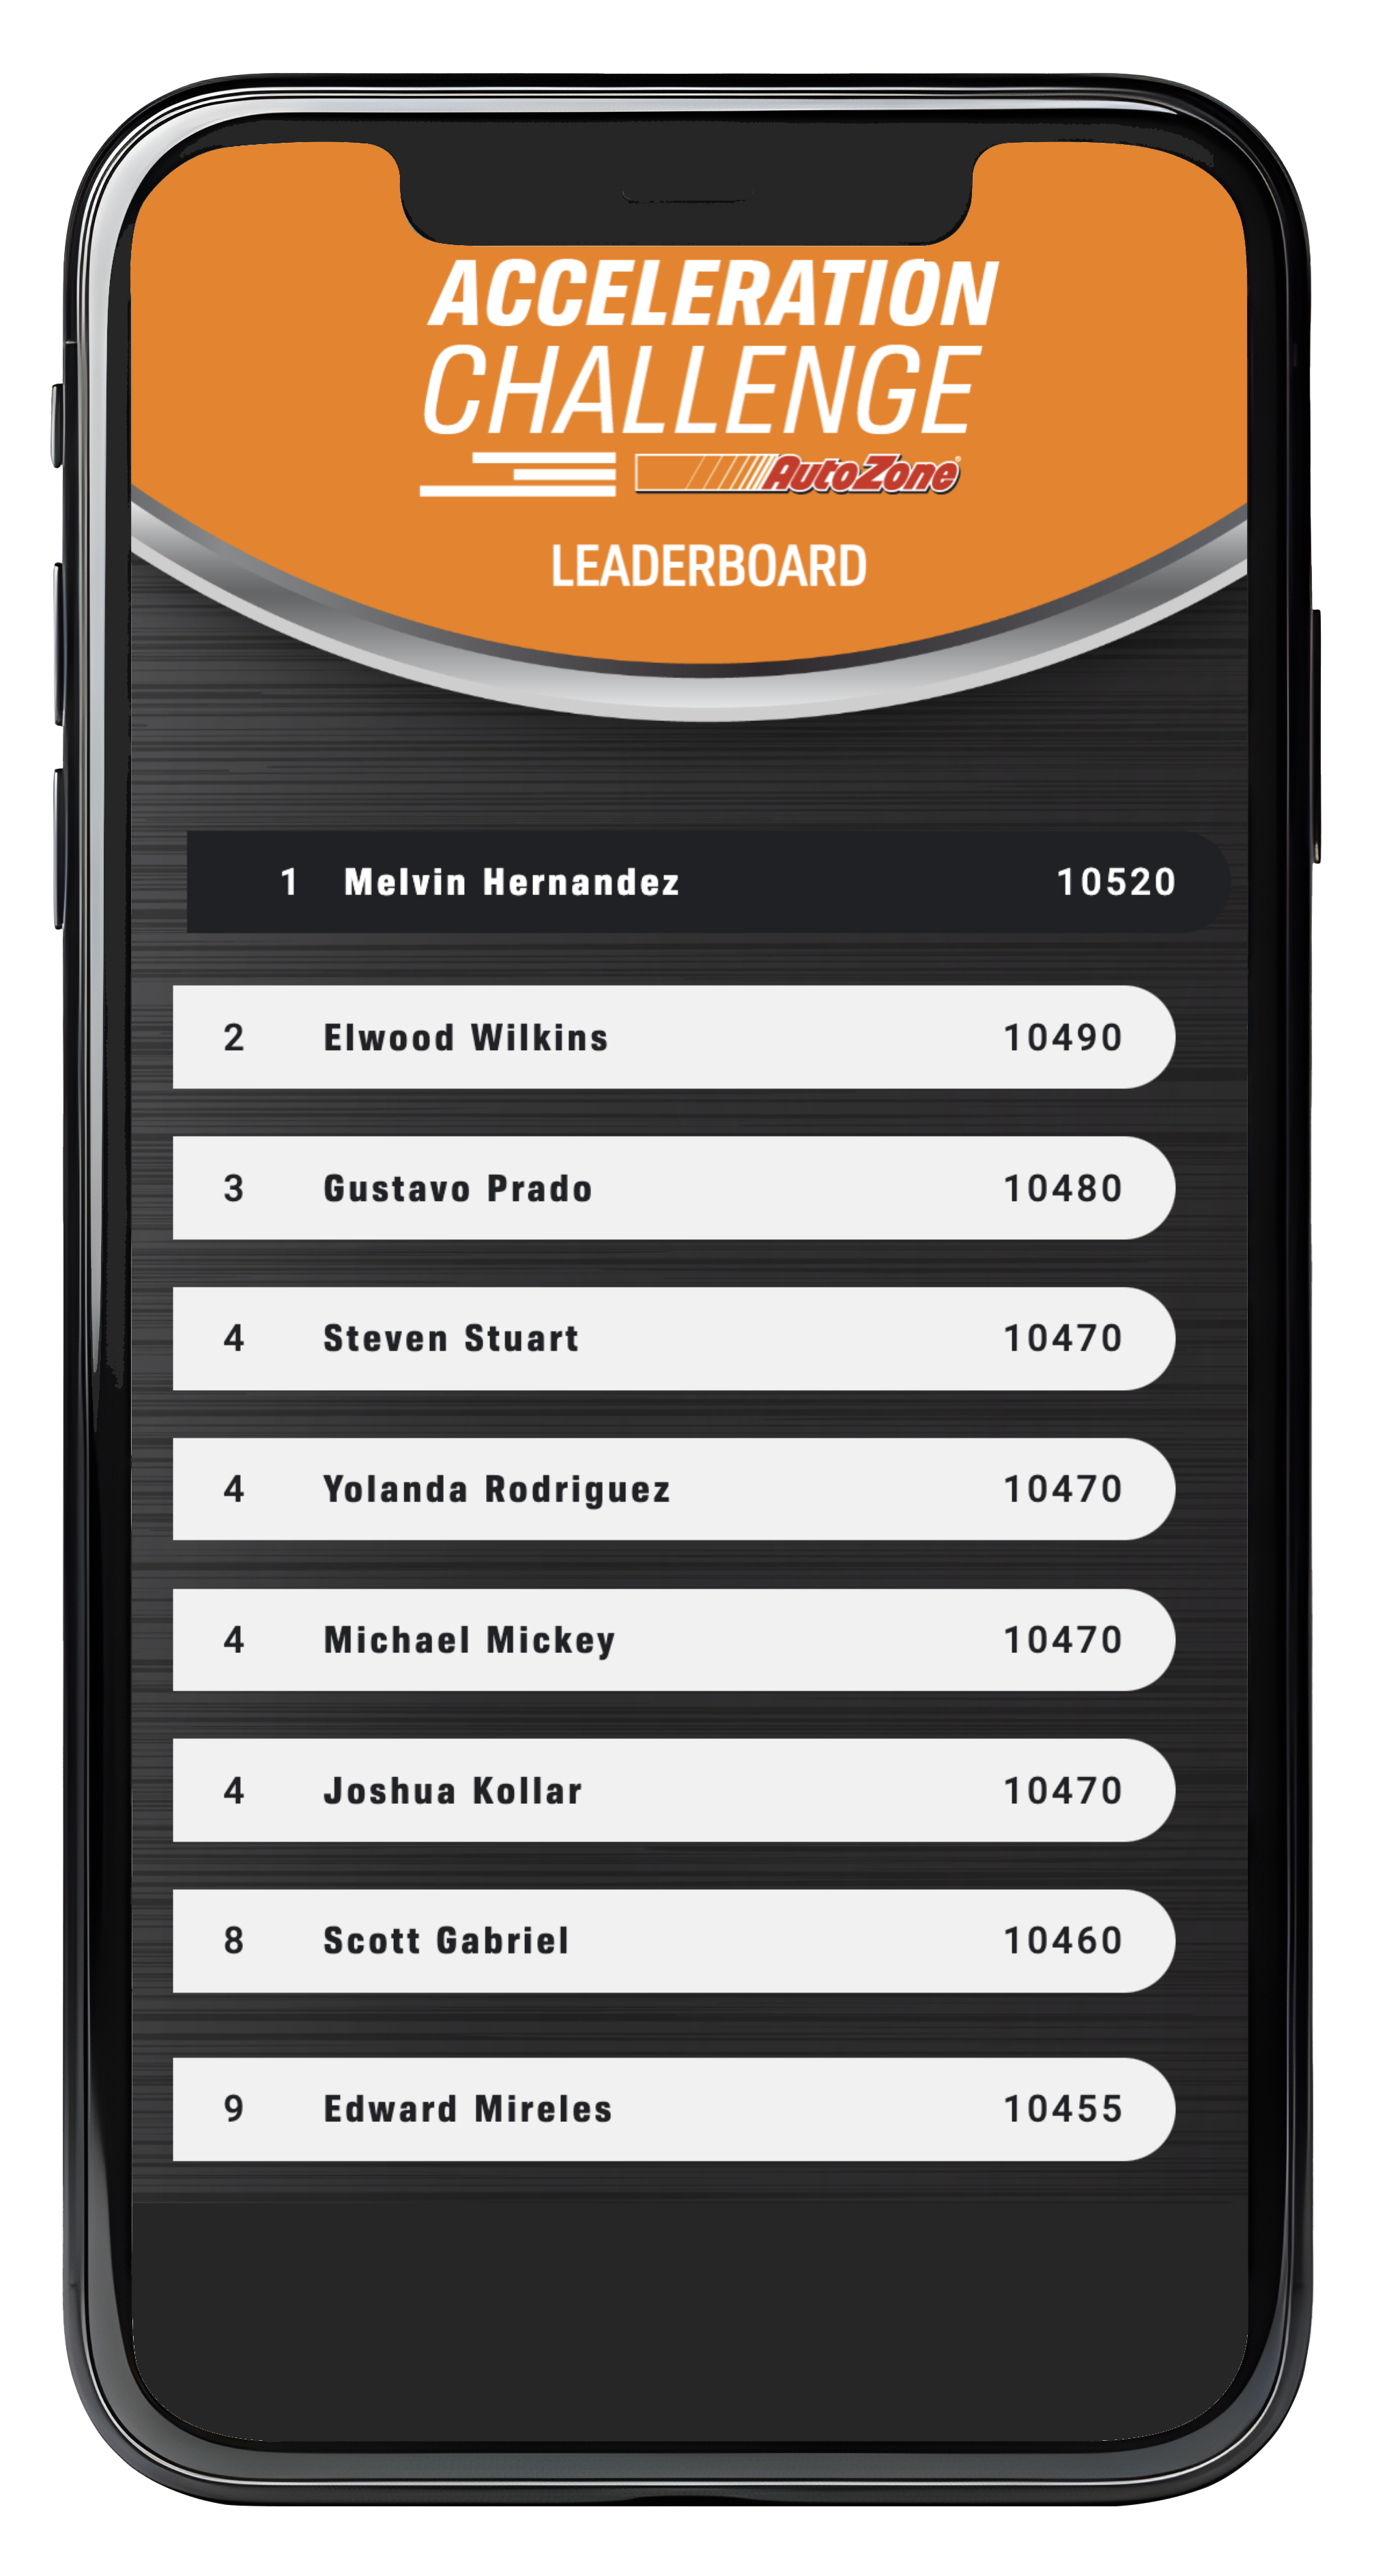 ACCELERATION
CHALLENGE
AutoZone
LEADERBOARD
1 Melvin Hernandez 10520
2 Elwood Wilkins 10490
3 Gustavo Prado 10480
4 Steven Stuart 10470
4 Yolanda Rodriguez 10470
4 Michael Mickey 10470
4 Joshua Kollar 10470
8 Scott Gabriel 10460
9 Edward Mireles 10455